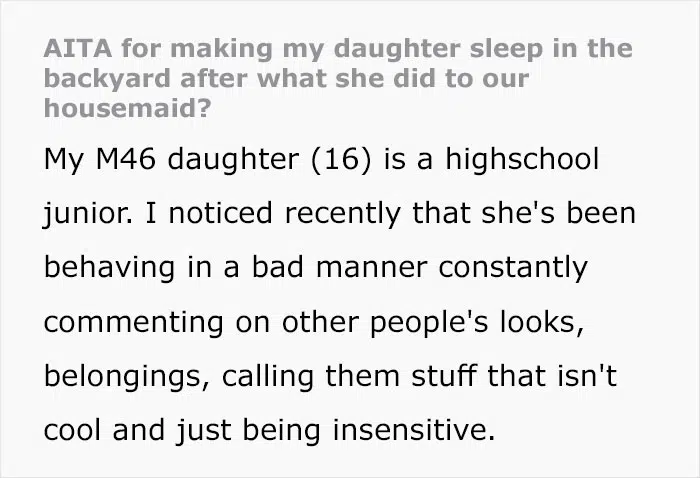 AITA for making my daughter sleep in the
backyard after what she did to our
housemaid?
My M46 daughter (16) is a highschool
junior. I noticed recently that she's been
behaving in a bad manner constantly
commenting on other people's looks,
belongings, calling them stuff that isn't
cool and just being insensitive.